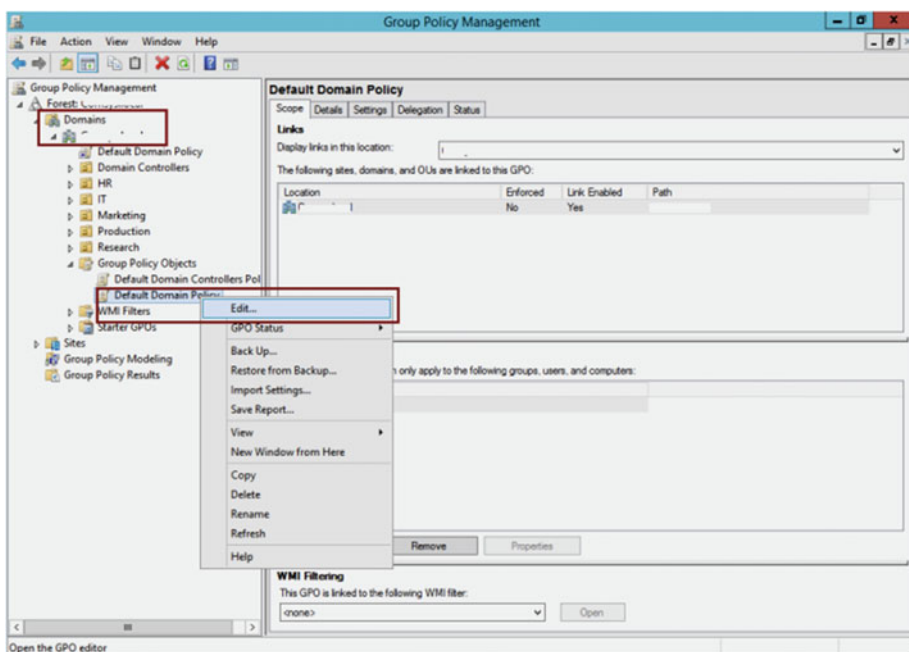 Group Policy Management
File Action View Window Help
Group Policy Management
Forest:
Domains
Default Domain Policy
Domain Controllers
HR
IT
Marketing
Production
Research
Group Policy Objects
Default Domain Controllers Pol
Default Domain Policy
WMI Filters
Starter GPOs
Sites
Group Policy Modeling
Group Policy Results
Edit...
GPO Status
Back Up...
Restore from Backup...
Import Settings...
Save Report...
View
New Window from Here
Copy
Delete
Rename
Refresh
Help
Default Domain Policy
Scope Details Settings Delegation Status
Links
Display links in this location:
The following sites, domains, and OUs are linked to this GPO:
Location Enforced Link Enabled Path
No Yes
only apply to the following groups, users, and computers:
Remove Properties
WMI Filtering
This GPO is linked to the following WMI filter:
<none> Open
Open the GPO editor